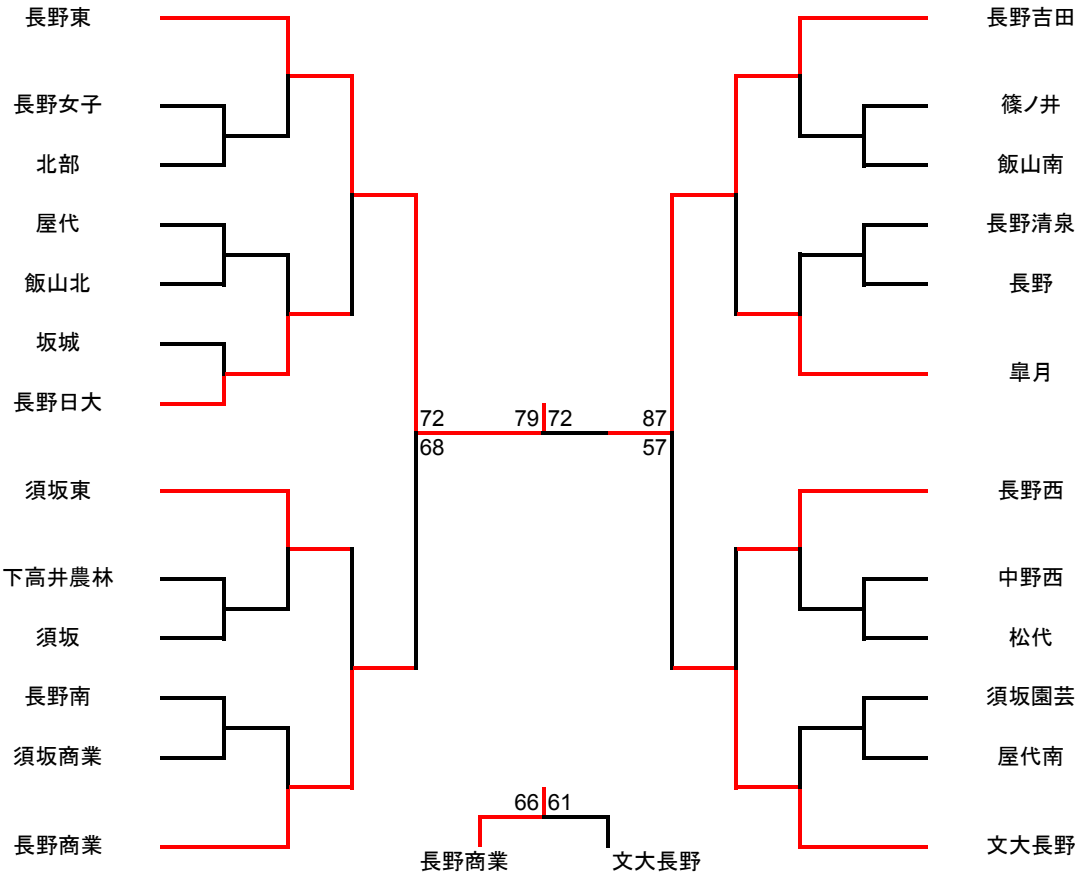 長野東
長野女子
北部
屋代
飯山北
坂城
長野日大
須坂東
下高井農林
須坂
長野南
須坂商業
長野商業
72
68
79 72
87
57
66 61
長野商業 文大長野
長野吉田
篠ノ井
飯山南
長野清泉
長野
皐月
長野西
中野西
松代
須坂園芸
屋代南
文大長野